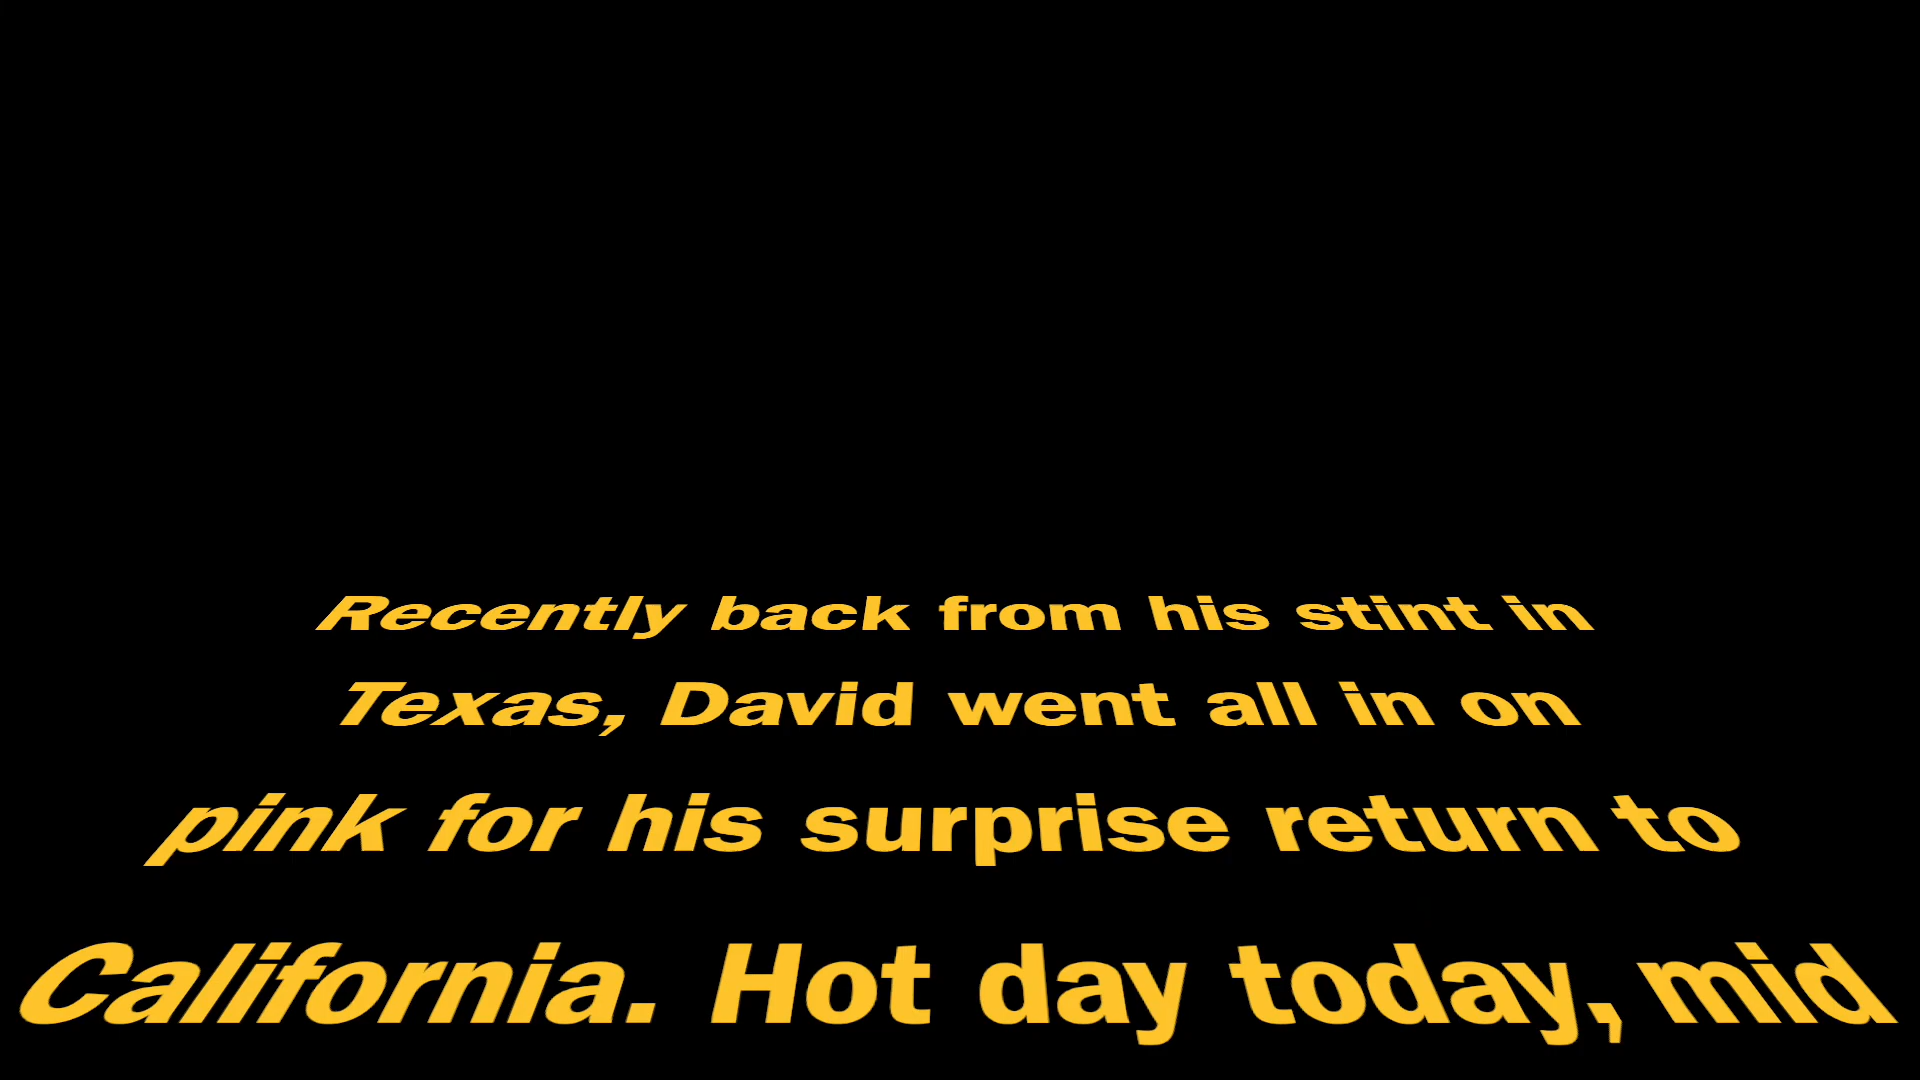 Recently back from his stint in
Texas, David went all in on
pink for his surprise return to
California. Hot day today, mid